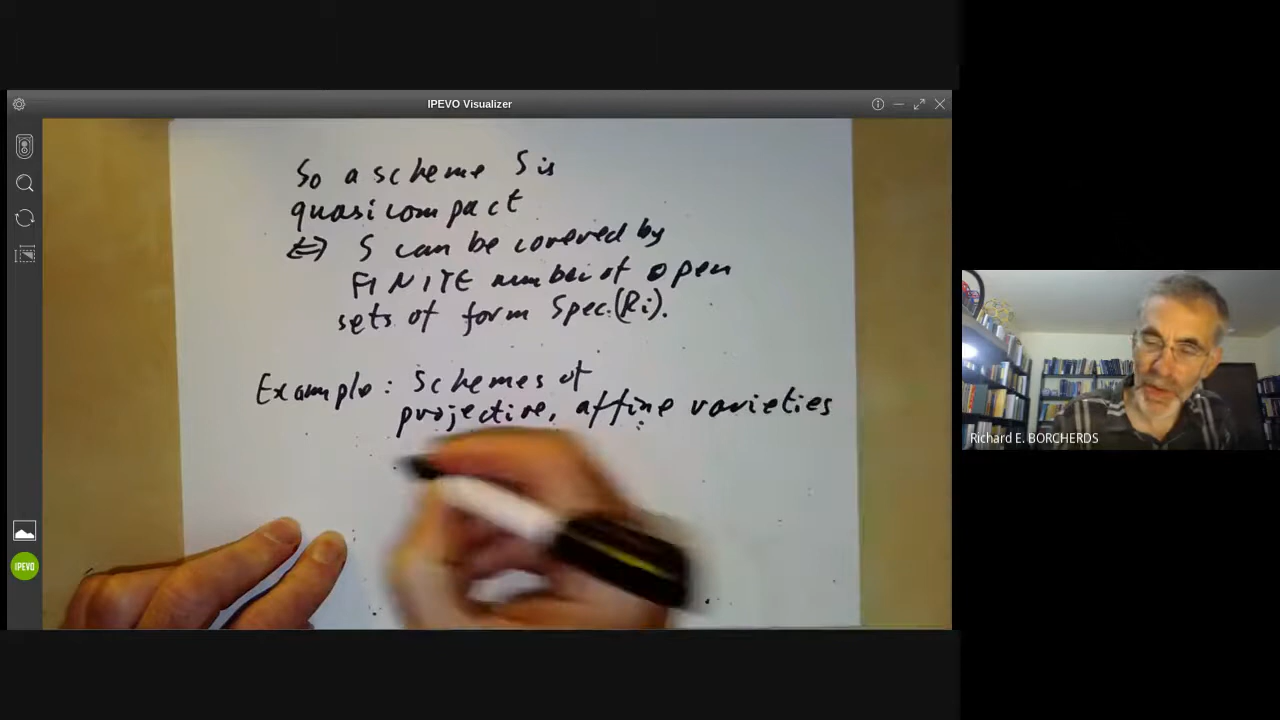 IPEVO Visualizer
So a scheme S is
quasicompact
⇔ S can be covered by
FINITE number of open
sets of form Spec.(Ri).
Example: Schemes of
projective, affine varieties
Richard E. BORCHERDS
IPEVO